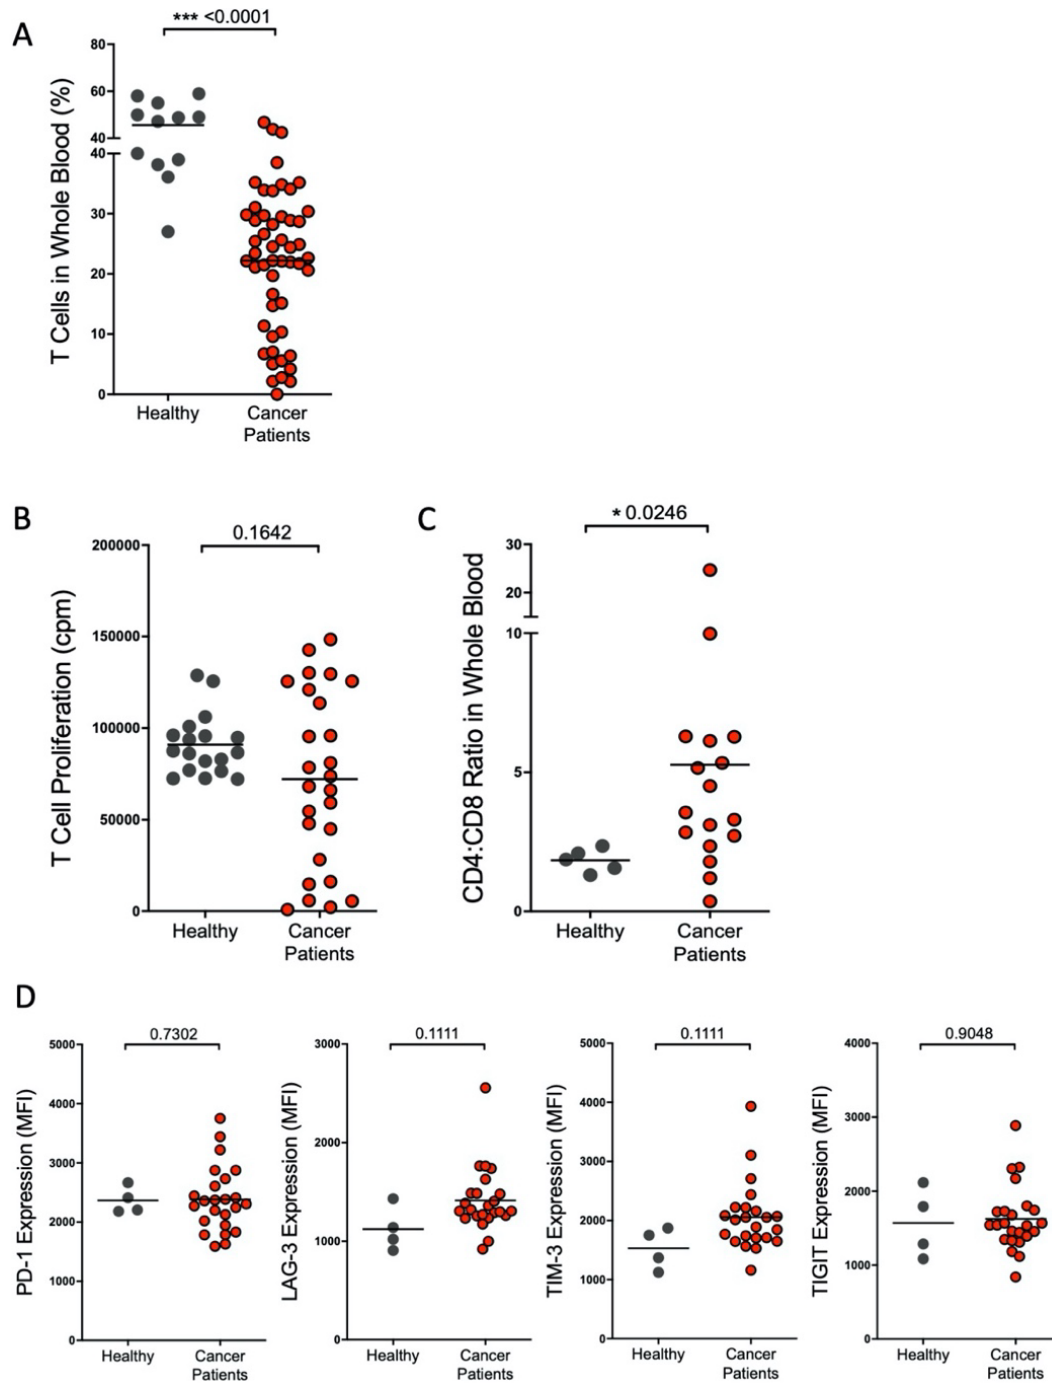 A
*** <0.0001
T Cells in Whole Blood (%)
80
60
40
40
30
20
10
0
Healthy
Cancer
Patients
B
0.1642
T Cell Proliferation (cpm)
200000
150000
100000
50000
0
Healthy
Cancer
Patients
C
* 0.0246
CD4:CD8 Ratio in Whole Blood
30
20
10
5
0
Healthy
Cancer
Patients
D
0.7302
PD-1 Expression (MFI)
5000
4000
3000
2000
1000
0
Healthy
Cancer
Patients
0.1111
LAG-3 Expression (MFI)
3000
2000
1000
0
Healthy
Cancer
Patients
0.1111
TIM-3 Expression (MFI)
5000
4000
3000
2000
1000
0
Healthy
Cancer
Patients
0.9048
TIGIT Expression (MFI)
4000
3000
2000
1000
0
Healthy
Cancer
Patients